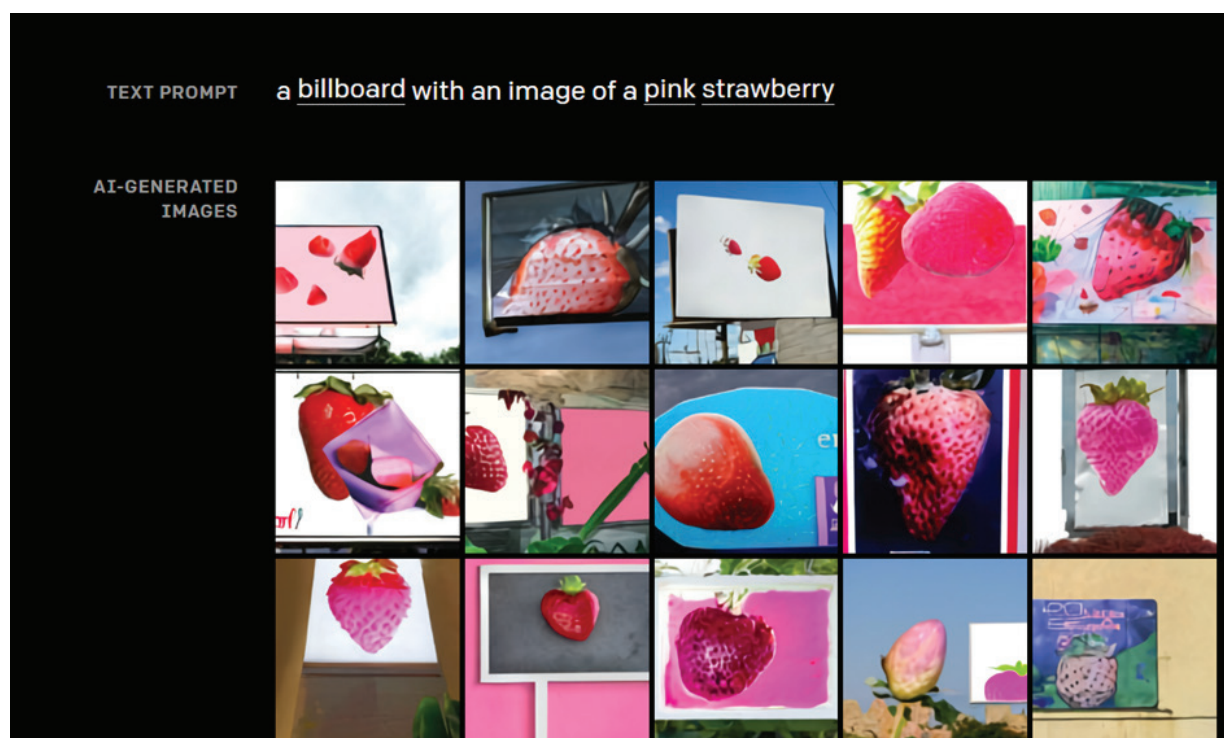 TEXT PROMPT
a billboard with an image of a pink strawberry
AI-GENERATED
IMAGES